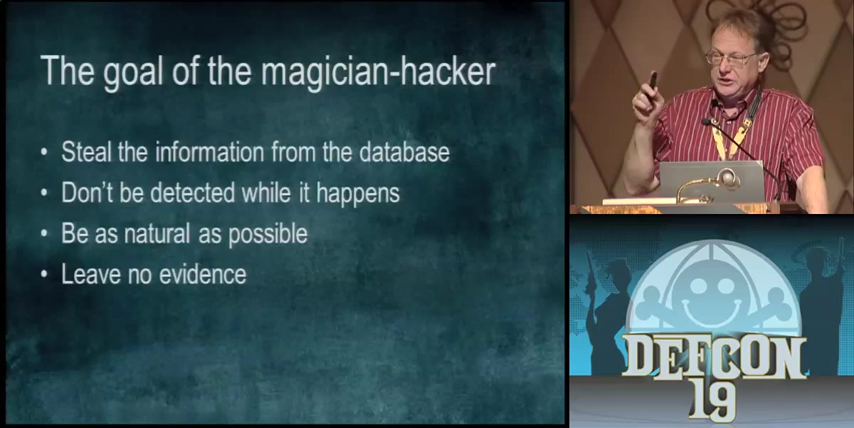 The goal of the magician-hacker
• Steal the information from the database
• Don't be detected while it happens
• Be as natural as possible
• Leave no evidence
DEFCON
19